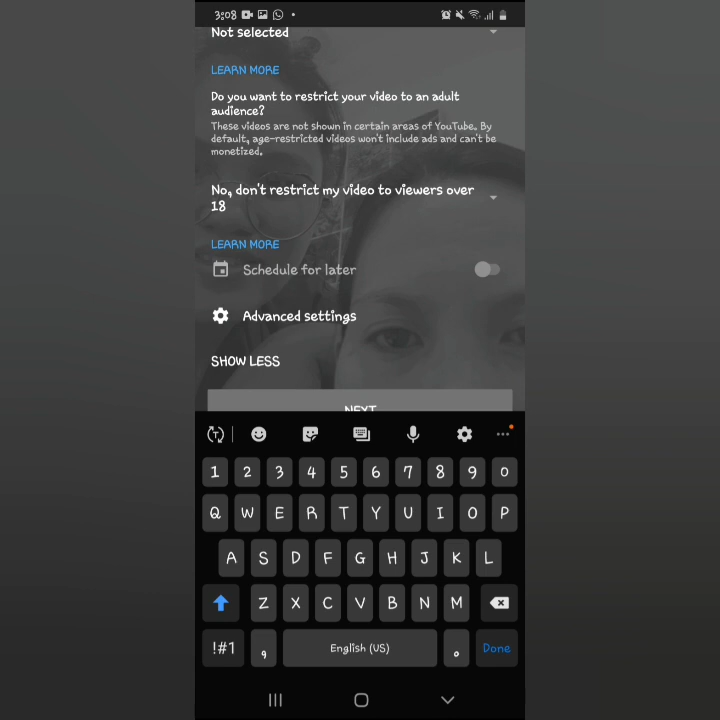 3:08
Not selected
LEARN MORE
Do you want to restrict your video to an adult
audience?
These videos are not shown in certain areas of YouTube. By
default, age-restricted videos won't include ads and can't be
monetized.
No, don't restrict my video to viewers over
18
LEARN MORE
Schedule for later
Advanced settings
SHOW LESS
NEXT
1 2 3 4 5 6 7 8 9 0
Q W E R T Y U I O P
A S D F G H J K L
Z X C V B N M
!#1 , English (US) . Done